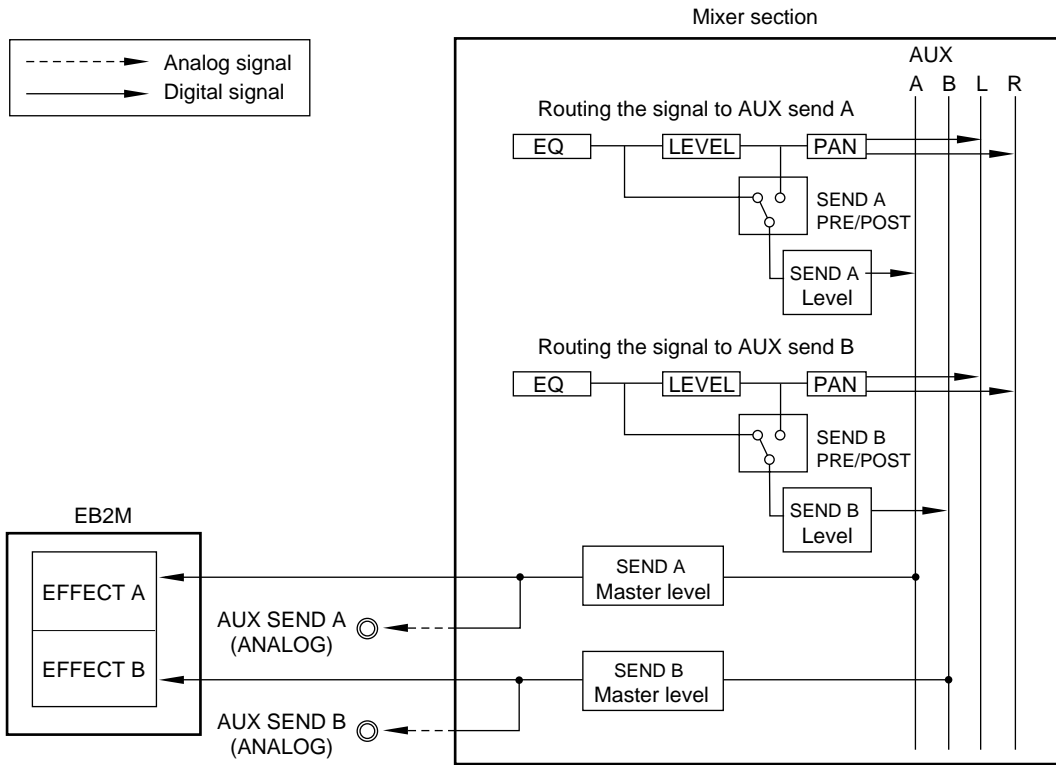 Mixer section
Analog signal
Digital signal
AUX
A B L R
Routing the signal to AUX send A
EQ LEVEL PAN
SEND A
PRE/POST
SEND A
Level
Routing the signal to AUX send B
EQ LEVEL PAN
SEND B
PRE/POST
SEND B
Level
EB2M
EFFECT A
EFFECT B
SEND A
Master level
AUX SEND A
(ANALOG)
SEND B
Master level
AUX SEND B
(ANALOG)